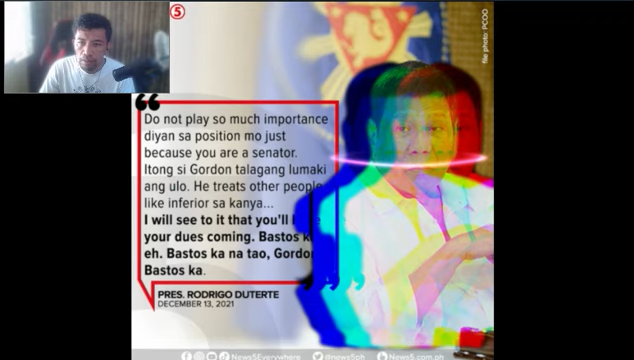 5
file photo: PCOO
Do not play so much importance
diyan sa position mo just
because you are a senator.
Itong si Gordon talagang lumaki
ang ulo. He treats other people
like inferior sa kanya...
I will see to it that you'll
your dues coming. Bastos
eh. Bastos ka na tao, Gordon
Bastos ka.
PRES. RODRIGO DUTERTE
DECEMBER 13, 2021
News5Everywhere @news5ph News5.com.ph